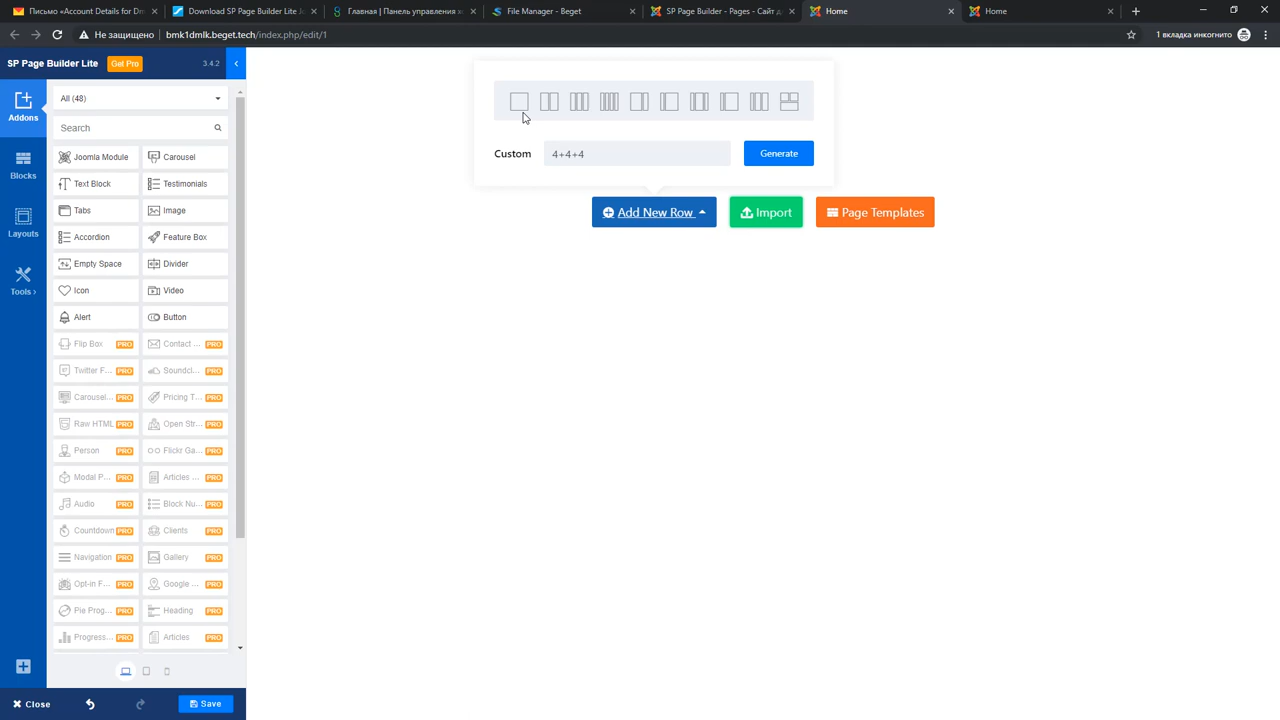 Письмо «Account Details for Dm
Download SP Page Builder Lite Jo
Главная | Панель управления хо
File Manager - Beget
SP Page Builder - Pages - Сайт д
Home
Home
Не защищено
bmk1dmlk.beget.tech/index.php/edit/1
1 вкладка инкогнито
SP Page Builder Lite
Get Pro
3.4.2
Addons
Blocks
Layouts
Tools
All (48)
Search
Joomla Module
Carousel
Text Block
Testimonials
Tabs
Image
Accordion
Feature Box
Empty Space
Divider
Icon
Video
Alert
Button
Flip Box PRO
Contact ... PRO
Twitter F... PRO
Soundcl... PRO
Carousel... PRO
Pricing T... PRO
Raw HTML PRO
Open Str... PRO
Person PRO
Flickr Ga... PRO
Modal P... PRO
Articles ... PRO
Audio PRO
Block Nu... PRO
Countdown PRO
Clients PRO
Navigation PRO
Gallery PRO
Opt-in F... PRO
Google ... PRO
Pie Prog... PRO
Heading PRO
Progress... PRO
Articles PRO
Close
Save
Custom
4+4+4
Generate
Add New Row
Import
Page Templates